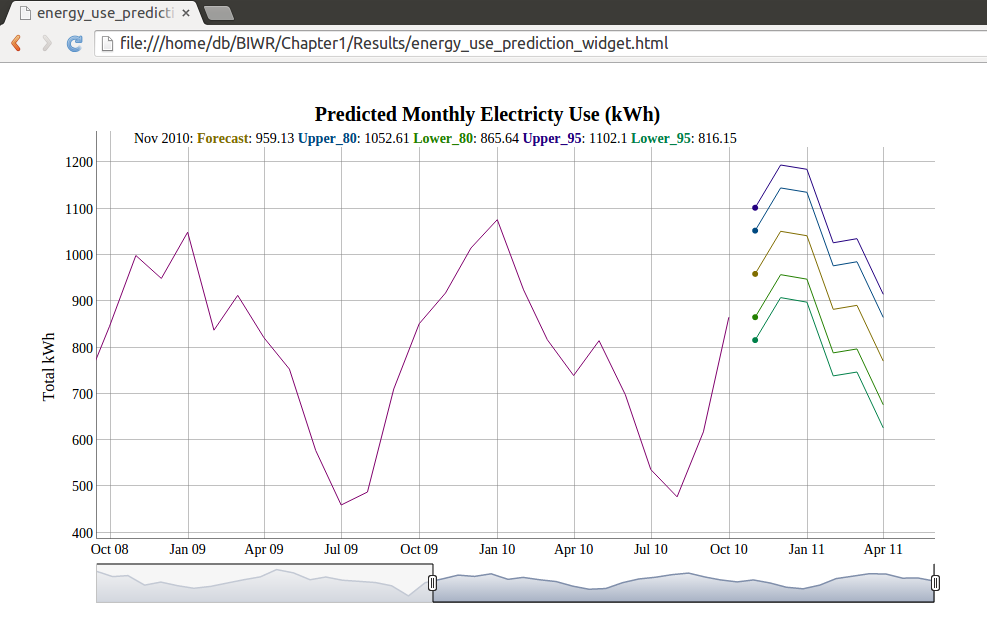 energy_use_predicti ×
file:///home/db/BIWR/Chapter1/Results/energy_use_prediction_widget.html
Predicted Monthly Electricty Use (kWh)
Nov 2010: Forecast: 959.13 Upper_80: 1052.61 Lower_80: 865.64 Upper_95: 1102.1 Lower_95: 816.15
1200
1100
1000
900
800
700
600
500
400
Total kWh
Oct 08 Jan 09 Apr 09 Jul 09 Oct 09 Jan 10 Apr 10 Jul 10 Oct 10 Jan 11 Apr 11